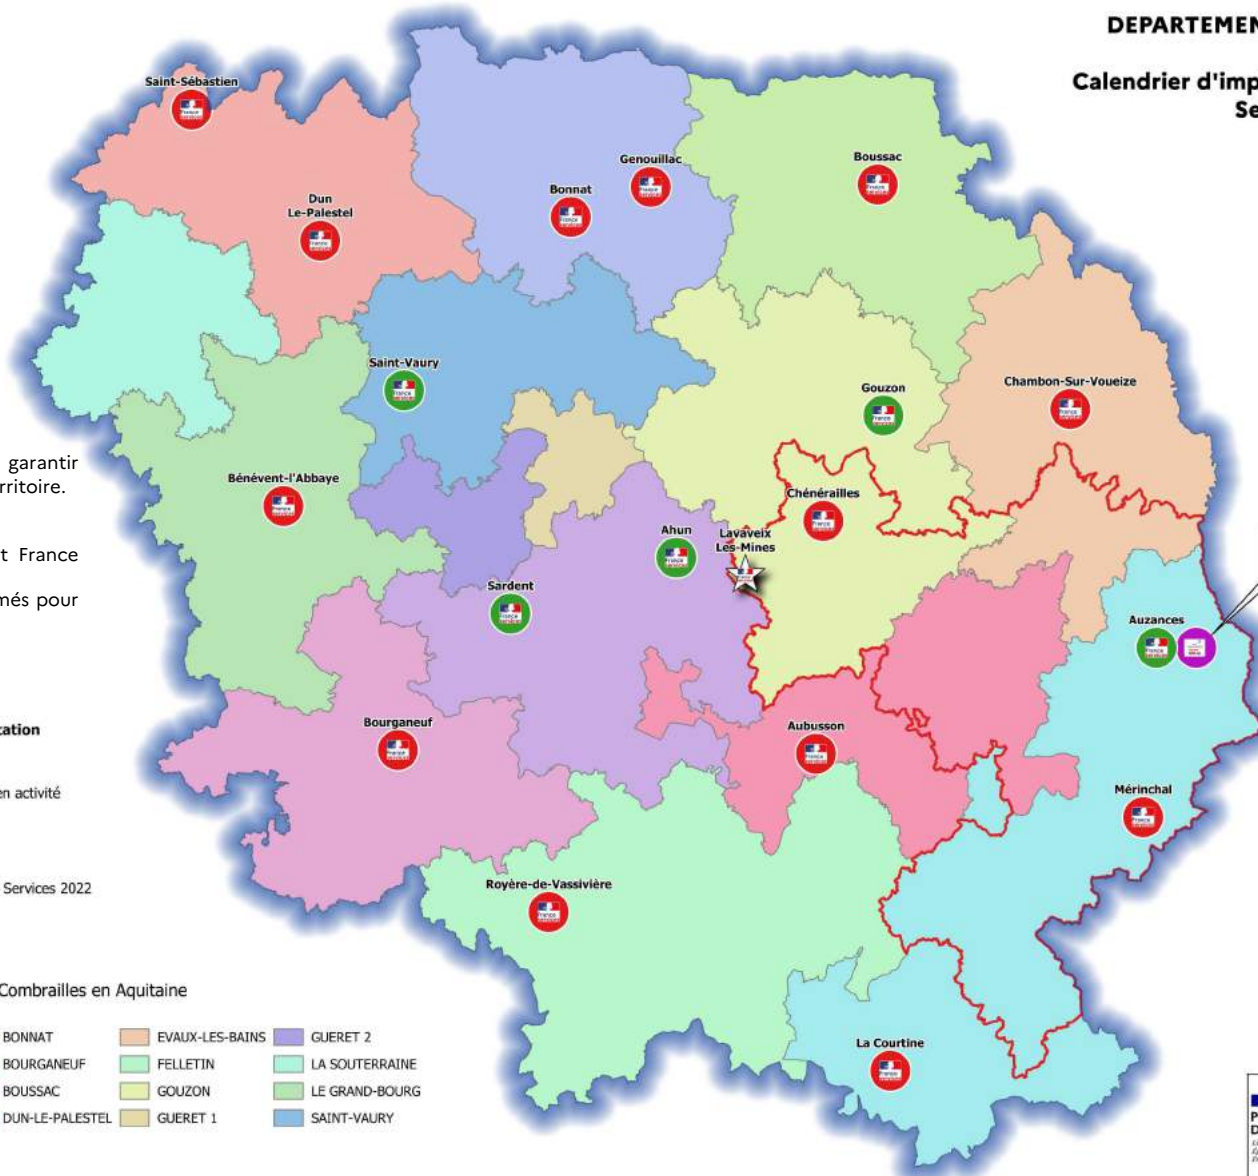 DEPARTEMEN
Calendrier d'imp
Se
Saint-Sébastien
Genouillac
Boussac
Bonnat
Dun
Le-Palestel
Saint-Vaury
Gouzon
Chambon-Sur-Voueize
garantir
rritoire.
Bénévent-l'Abbaye
Chénérailles
Ahun
Lavaveix
Les-Mines
t France
Sardent
més pour
Auzances
Bourganeuf
Aubusson
tation
en activité
Mérinchal
Royère-de-Vassivière
Services 2022
Combrailles en Aquitaine
BONNAT
EVAUX-LES-BAINS
GUERET 2
BOURGANEUF
FELLETIN
LA SOUTERRAINE
BOUSSAC
GOUZON
LE GRAND-BOURG
DUN-LE-PALESTEL
GUERET 1
SAINT-VAURY
La Courtine
P
D